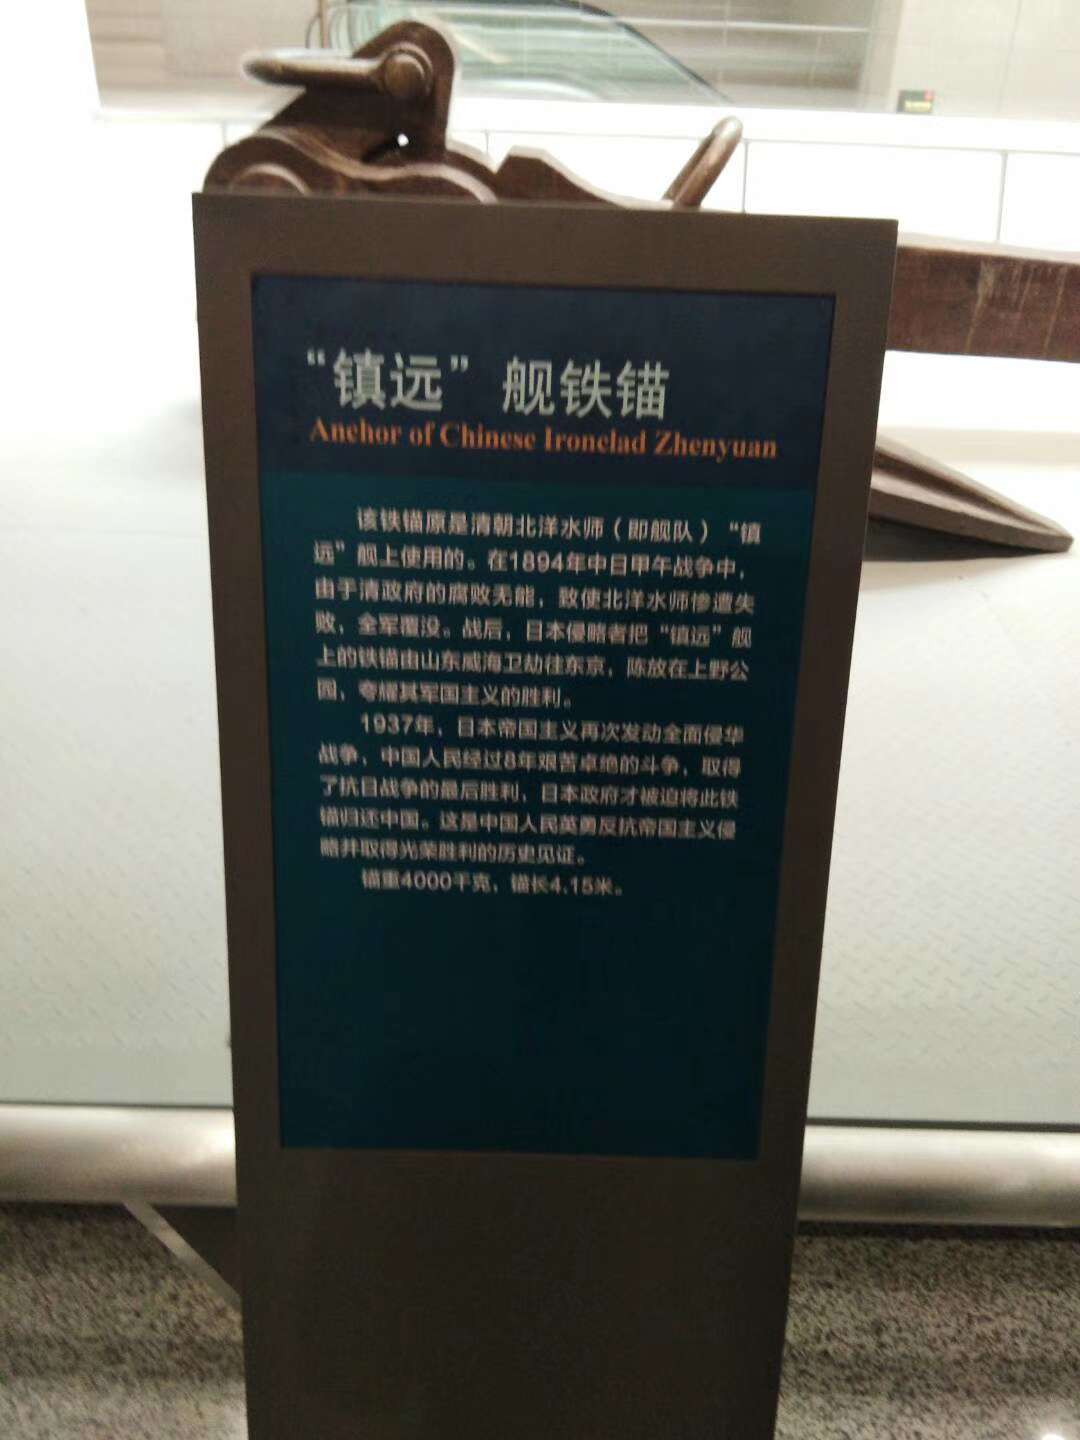 “镇远”舰铁锚
Anchor of Chinese Ironclad Zhenyuan
该铁锚原是清朝北洋水师（即舰队）“镇
远”舰上使用的。在1894年中日甲午战争中，
由于清政府的腐败无能，致使北洋水师惨遭失
败，全军覆没。战后，日本侵略者把“镇远”舰
上的铁锚由山东威海卫劫往东京，陈放在上野公
园，夸耀其军国主义的胜利。
1937年，日本帝国主义再次发动全面侵华
战争，中国人民经过8年艰苦卓绝的斗争，取得
了抗日战争的最后胜利，日本政府才被迫将此铁
锚归还中国。这是中国人民英勇反抗帝国主义侵
略并取得光荣胜利的历史见证。
锚重4000千克，锚长4.15米。